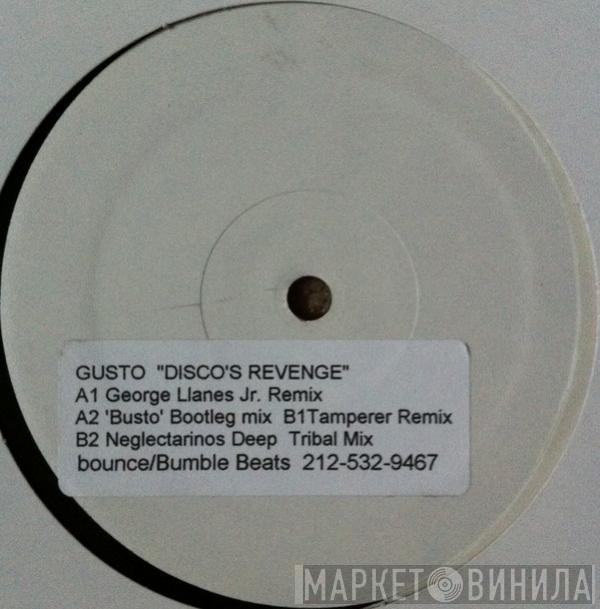 GUSTO "DISCO'S REVENGE"
A1 George Llanes Jr. Remix
A2 'Busto' Bootleg mix B1Tamperer Remix
B2 Neglectarinos Deep Tribal Mix
bounce/Bumble Beats 212-532-9467
МАРКЕТ ВИНИЛА